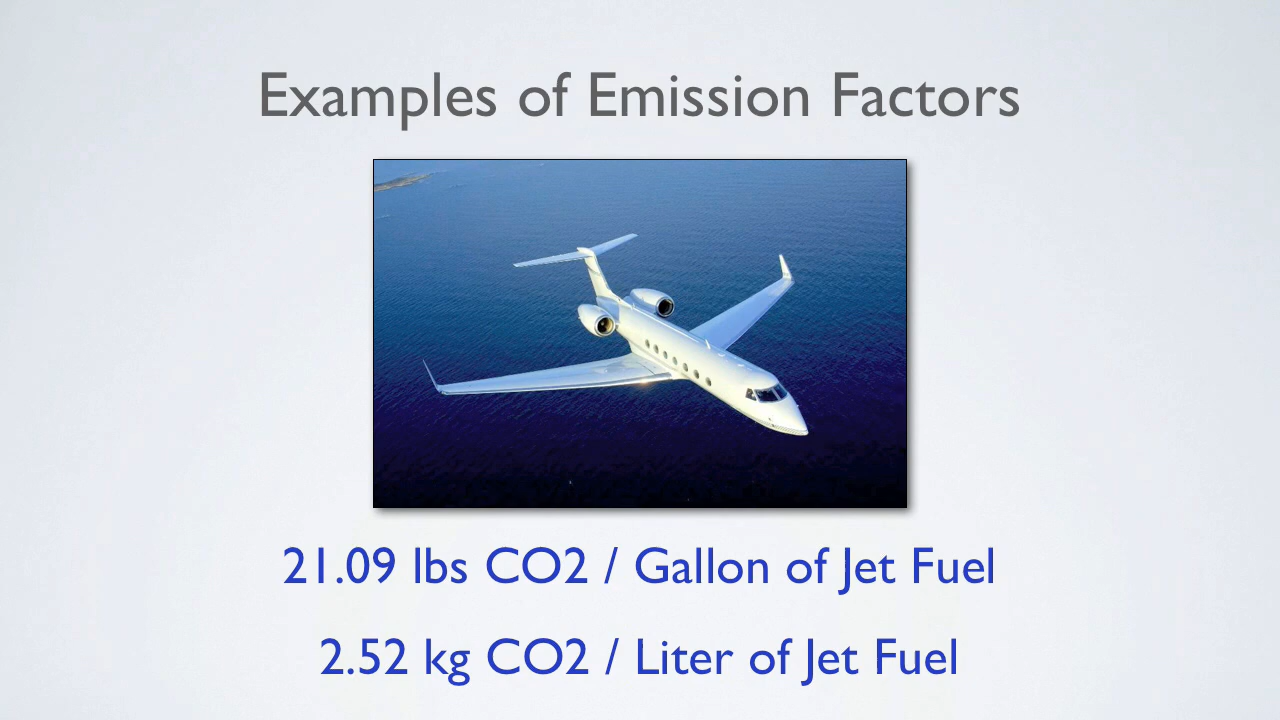 Examples of Emission Factors
21.09 lbs CO2 / Gallon of Jet Fuel
2.52 kg CO2 / Liter of Jet Fuel